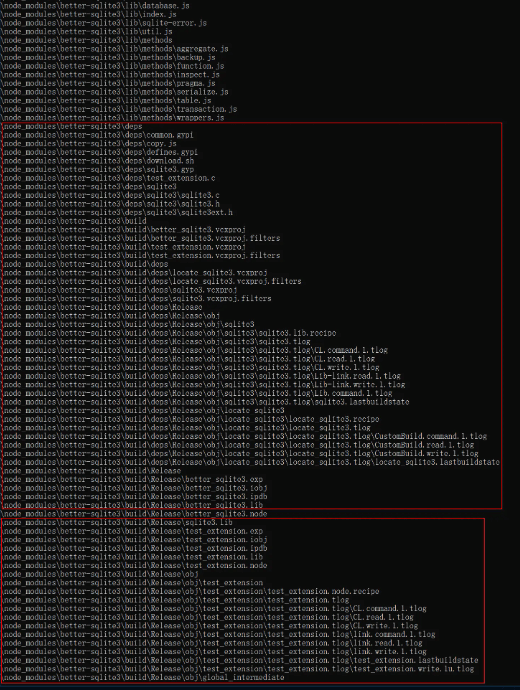 \node_modules\better-sqlite3\lib\database.js
\node_modules\better-sqlite3\lib\index.js
\node_modules\better-sqlite3\lib\sqlite-error.js
\node_modules\better-sqlite3\lib\util.js
\node_modules\better-sqlite3\lib\methods
\node_modules\better-sqlite3\lib\methods\aggregate.js
\node_modules\better-sqlite3\lib\methods\backup.js
\node_modules\better-sqlite3\lib\methods\function.js
\node_modules\better-sqlite3\lib\methods\inspect.js
\node_modules\better-sqlite3\lib\methods\pragma.js
\node_modules\better-sqlite3\lib\methods\serialize.js
\node_modules\better-sqlite3\lib\methods\table.js
\node_modules\better-sqlite3\lib\methods\transaction.js
\node_modules\better-sqlite3\lib\methods\wrappers.js
\node_modules\better-sqlite3\deps
\node_modules\better-sqlite3\deps\common.gypi
\node_modules\better-sqlite3\deps\copy.js
\node_modules\better-sqlite3\deps\defines.gypi
\node_modules\better-sqlite3\deps\download.sh
\node_modules\better-sqlite3\deps\sqlite3.gyp
\node_modules\better-sqlite3\deps\test_extension.c
\node_modules\better-sqlite3\deps\sqlite3
\node_modules\better-sqlite3\deps\sqlite3\sqlite3.c
\node_modules\better-sqlite3\deps\sqlite3\sqlite3.h
\node_modules\better-sqlite3\deps\sqlite3\sqlite3ext.h
\node_modules\better-sqlite3\build
\node_modules\better-sqlite3\build\better_sqlite3.vcxproj
\node_modules\better-sqlite3\build\better_sqlite3.vcxproj.filters
\node_modules\better-sqlite3\build\test_extension.vcxproj
\node_modules\better-sqlite3\build\test_extension.vcxproj.filters
\node_modules\better-sqlite3\build\deps
\node_modules\better-sqlite3\build\deps\locate_sqlite3.vcxproj
\node_modules\better-sqlite3\build\deps\locate_sqlite3.vcxproj.filters
\node_modules\better-sqlite3\build\deps\sqlite3.vcxproj
\node_modules\better-sqlite3\build\deps\sqlite3.vcxproj.filters
\node_modules\better-sqlite3\build\deps\Release
\node_modules\better-sqlite3\build\deps\Release\obj
\node_modules\better-sqlite3\build\deps\Release\obj\sqlite3
\node_modules\better-sqlite3\build\deps\Release\obj\sqlite3\sqlite3.lib.recipe
\node_modules\better-sqlite3\build\deps\Release\obj\sqlite3\sqlite3.tlog
\node_modules\better-sqlite3\build\deps\Release\obj\sqlite3\sqlite3.tlog\CL.command.1.tlog
\node_modules\better-sqlite3\build\deps\Release\obj\sqlite3\sqlite3.tlog\CL.read.1.tlog
\node_modules\better-sqlite3\build\deps\Release\obj\sqlite3\sqlite3.tlog\CL.write.1.tlog
\node_modules\better-sqlite3\build\deps\Release\obj\sqlite3\sqlite3.tlog\Lib-link.read.1.tlog
\node_modules\better-sqlite3\build\deps\Release\obj\sqlite3\sqlite3.tlog\Lib-link.write.1.tlog
\node_modules\better-sqlite3\build\deps\Release\obj\sqlite3\sqlite3.tlog\Lib.command.1.tlog
\node_modules\better-sqlite3\build\deps\Release\obj\sqlite3\sqlite3.tlog\sqlite3.lastbuildstate
\node_modules\better-sqlite3\build\deps\Release\obj\locate_sqlite3
\node_modules\better-sqlite3\build\deps\Release\obj\locate_sqlite3\locate_sqlite3.recipe
\node_modules\better-sqlite3\build\deps\Release\obj\locate_sqlite3\locate_sqlite3.tlog
\node_modules\better-sqlite3\build\deps\Release\obj\locate_sqlite3\locate_sqlite3.tlog\CustomBuild.command.1.tlog
\node_modules\better-sqlite3\build\deps\Release\obj\locate_sqlite3\locate_sqlite3.tlog\CustomBuild.read.1.tlog
\node_modules\better-sqlite3\build\deps\Release\obj\locate_sqlite3\locate_sqlite3.tlog\CustomBuild.write.1.tlog
\node_modules\better-sqlite3\build\deps\Release\obj\locate_sqlite3\locate_sqlite3.tlog\locate_sqlite3.lastbuildstate
\node_modules\better-sqlite3\build\Release
\node_modules\better-sqlite3\build\Release\better_sqlite3.exp
\node_modules\better-sqlite3\build\Release\better_sqlite3.iobj
\node_modules\better-sqlite3\build\Release\better_sqlite3.ipdb
\node_modules\better-sqlite3\build\Release\better_sqlite3.lib
\node_modules\better-sqlite3\build\Release\better_sqlite3.node
\node_modules\better-sqlite3\build\Release\sqlite3.lib
\node_modules\better-sqlite3\build\Release\test_extension.exp
\node_modules\better-sqlite3\build\Release\test_extension.iobj
\node_modules\better-sqlite3\build\Release\test_extension.ipdb
\node_modules\better-sqlite3\build\Release\test_extension.lib
\node_modules\better-sqlite3\build\Release\test_extension.node
\node_modules\better-sqlite3\build\Release\obj
\node_modules\better-sqlite3\build\Release\obj\test_extension
\node_modules\better-sqlite3\build\Release\obj\test_extension\test_extension.node.recipe
\node_modules\better-sqlite3\build\Release\obj\test_extension\test_extension.tlog
\node_modules\better-sqlite3\build\Release\obj\test_extension\test_extension.tlog\CL.command.1.tlog
\node_modules\better-sqlite3\build\Release\obj\test_extension\test_extension.tlog\CL.read.1.tlog
\node_modules\better-sqlite3\build\Release\obj\test_extension\test_extension.tlog\CL.write.1.tlog
\node_modules\better-sqlite3\build\Release\obj\test_extension\test_extension.tlog\link.command.1.tlog
\node_modules\better-sqlite3\build\Release\obj\test_extension\test_extension.tlog\link.read.1.tlog
\node_modules\better-sqlite3\build\Release\obj\test_extension\test_extension.tlog\link.write.1.tlog
\node_modules\better-sqlite3\build\Release\obj\test_extension\test_extension.tlog\test_extension.lastbuildstate
\node_modules\better-sqlite3\build\Release\obj\test_extension\test_extension.tlog\test_extension.write.1u.tlog
\node_modules\better-sqlite3\build\Release\obj\global_intermediate